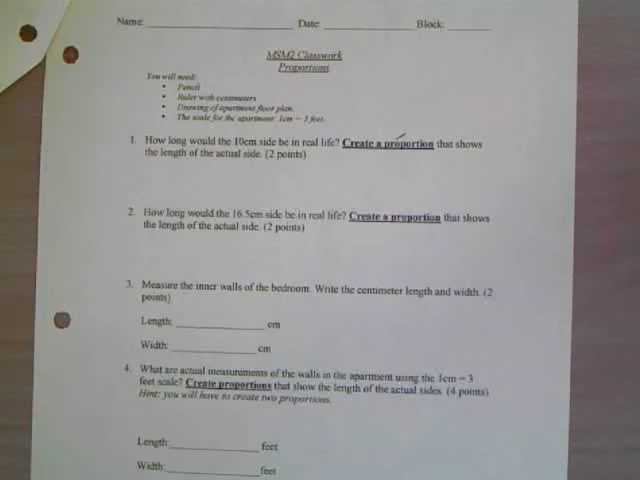 Name: ____________________ Date: ____________ Block: ______
MSM2 Classwork
Proportions
You will need:
• Pencil
• Ruler with centimeters
• Drawing of apartment floor plan.
• The scale for the apartment: 1cm = 3 feet.
1. How long would the 10cm side be in real life? Create a proportion that shows
the length of the actual side. (2 points)
2. How long would the 16.5cm side be in real life? Create a proportion that shows
the length of the actual side. (2 points)
3. Measure the inner walls of the bedroom. Write the centimeter length and width. (2
points)
Length: ______________ cm
Width: ______________ cm
4. What are actual measurements of the walls in the apartment using the 1cm = 3
feet scale? Create proportions that show the length of the actual sides. (4 points)
Hint: you will have to create two proportions.
Length: ______________ feet
Width: ______________ feet